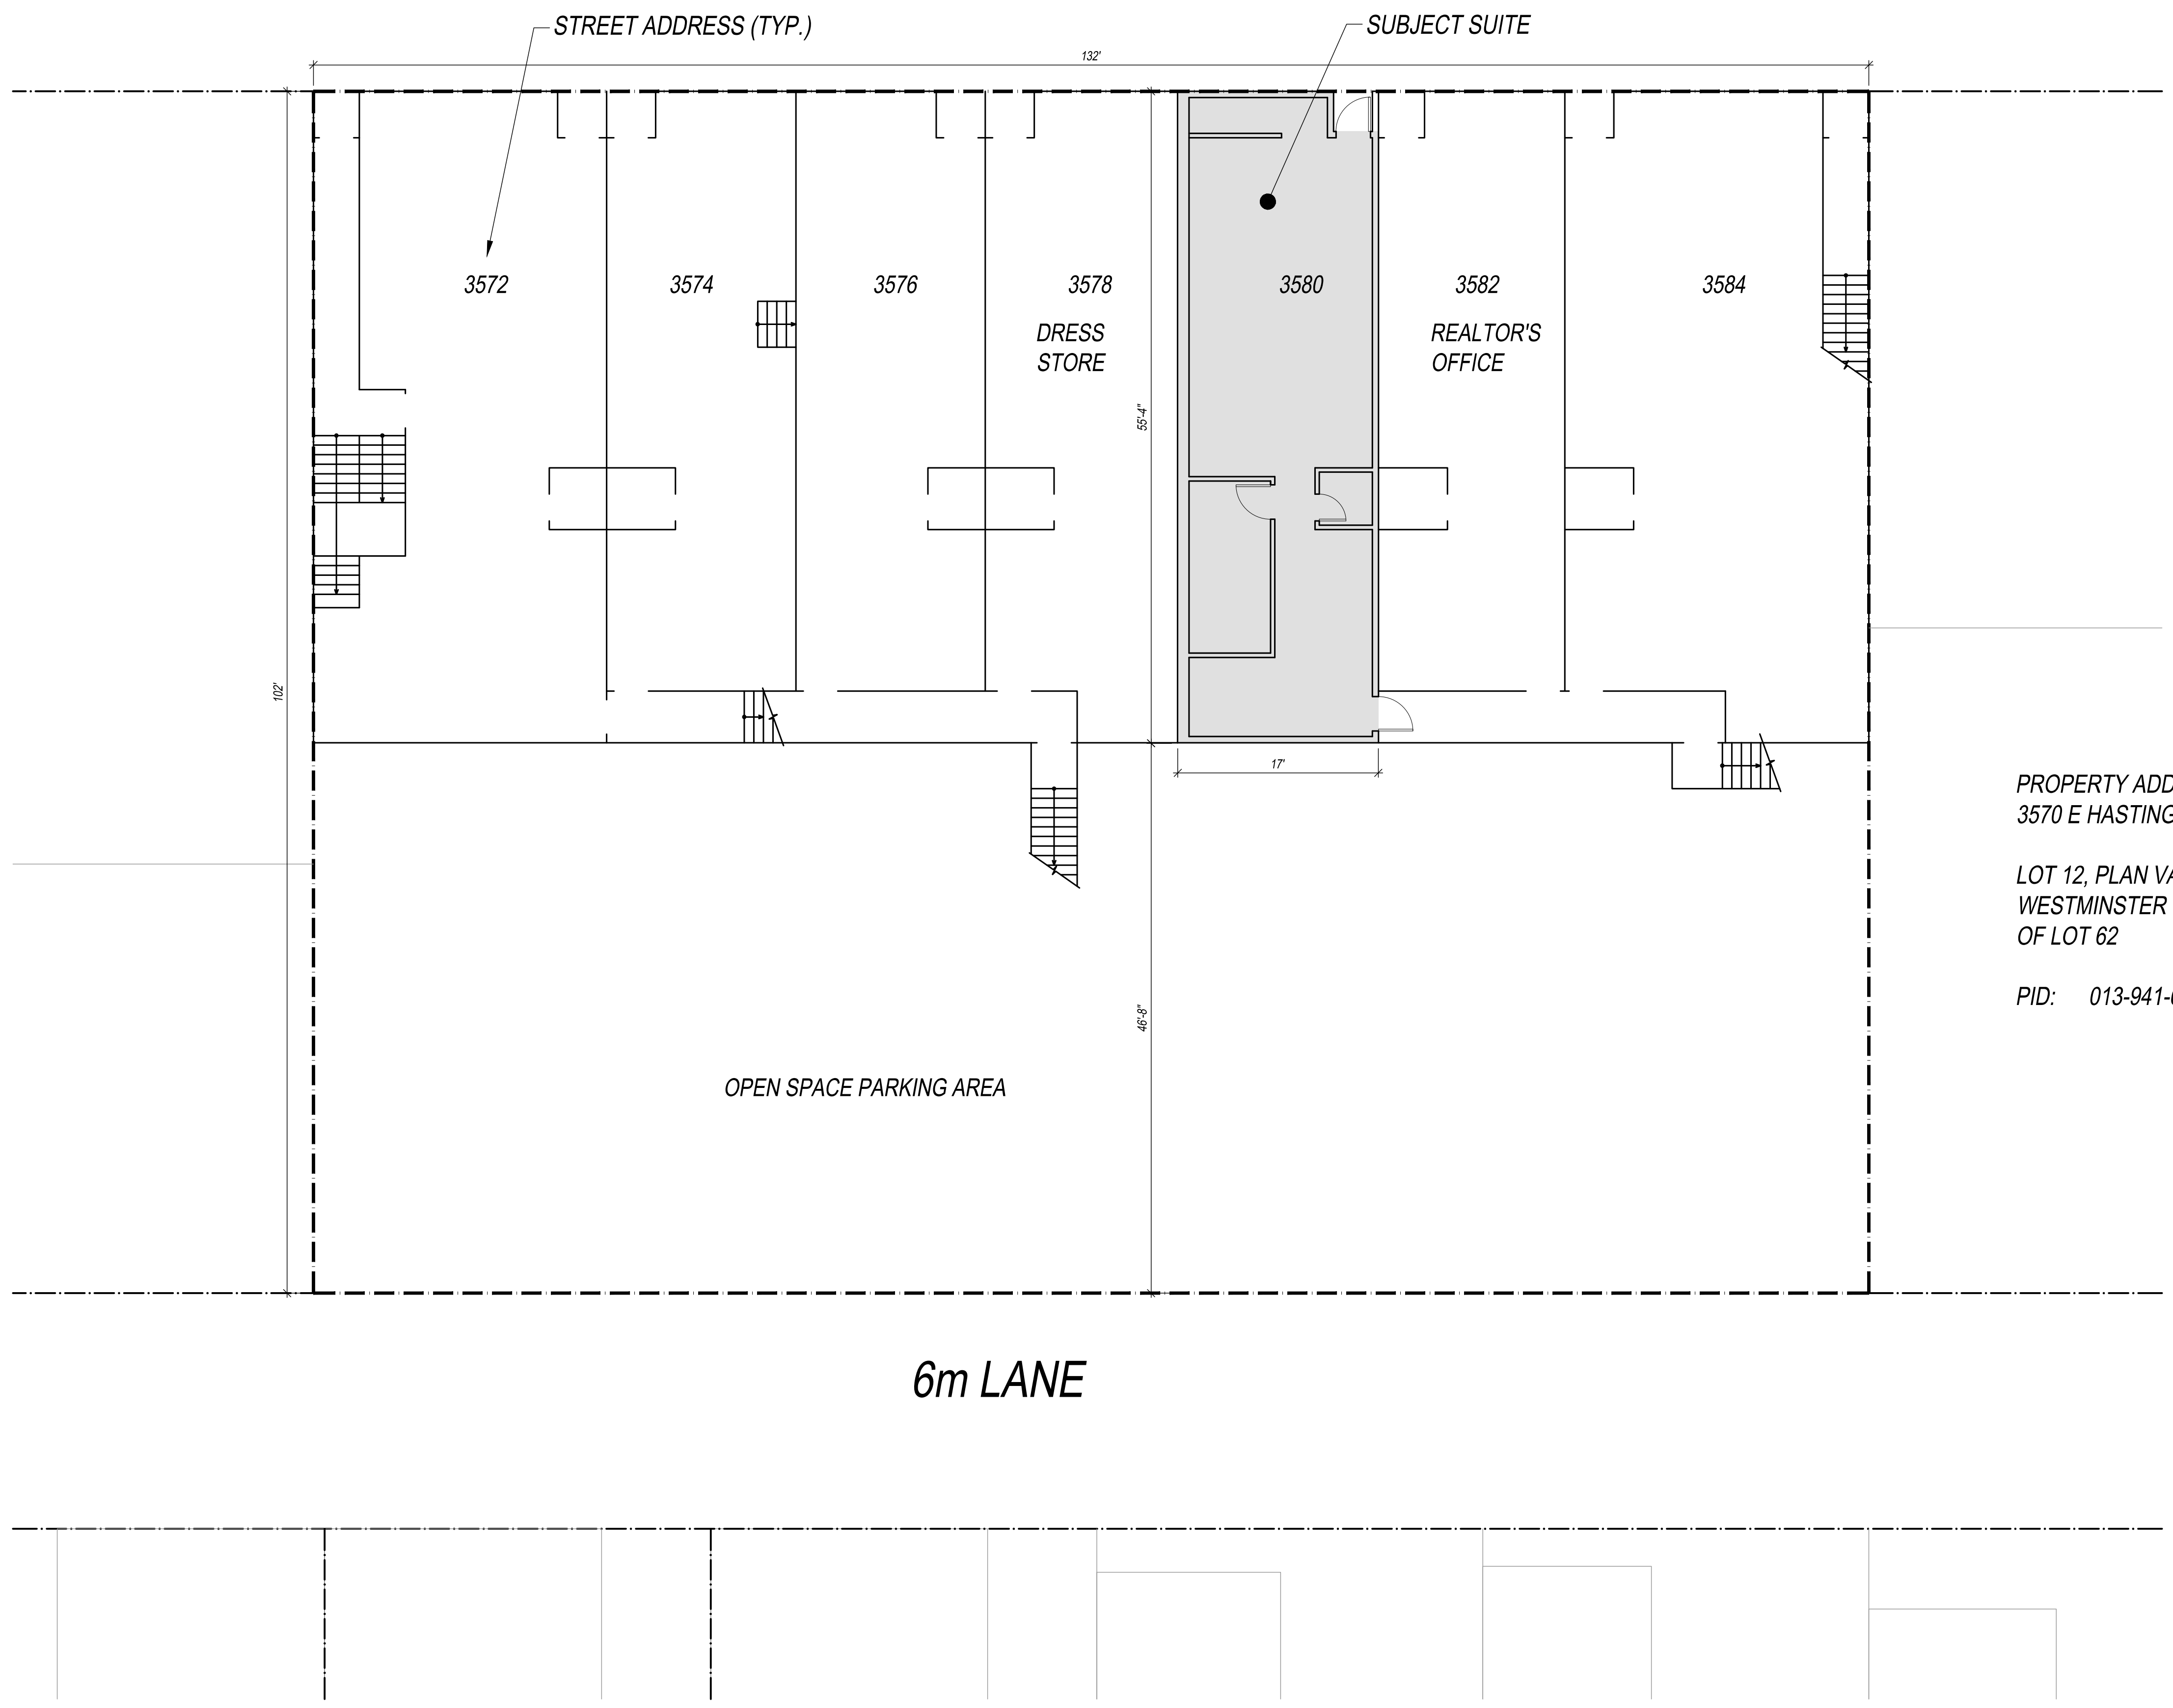 STREET ADDRESS (TYP.)
SUBJECT SUITE
132'
3572
3574
3576
3578
3580
3582
3584
DRESS
STORE
REALTOR'S
OFFICE
55'-4"
102'
17'
PROPERTY ADD
3570 E HASTING
LOT 12, PLAN VA
WESTMINSTER
OF LOT 62
PID: 013-941-
46'-8"
OPEN SPACE PARKING AREA
6m LANE